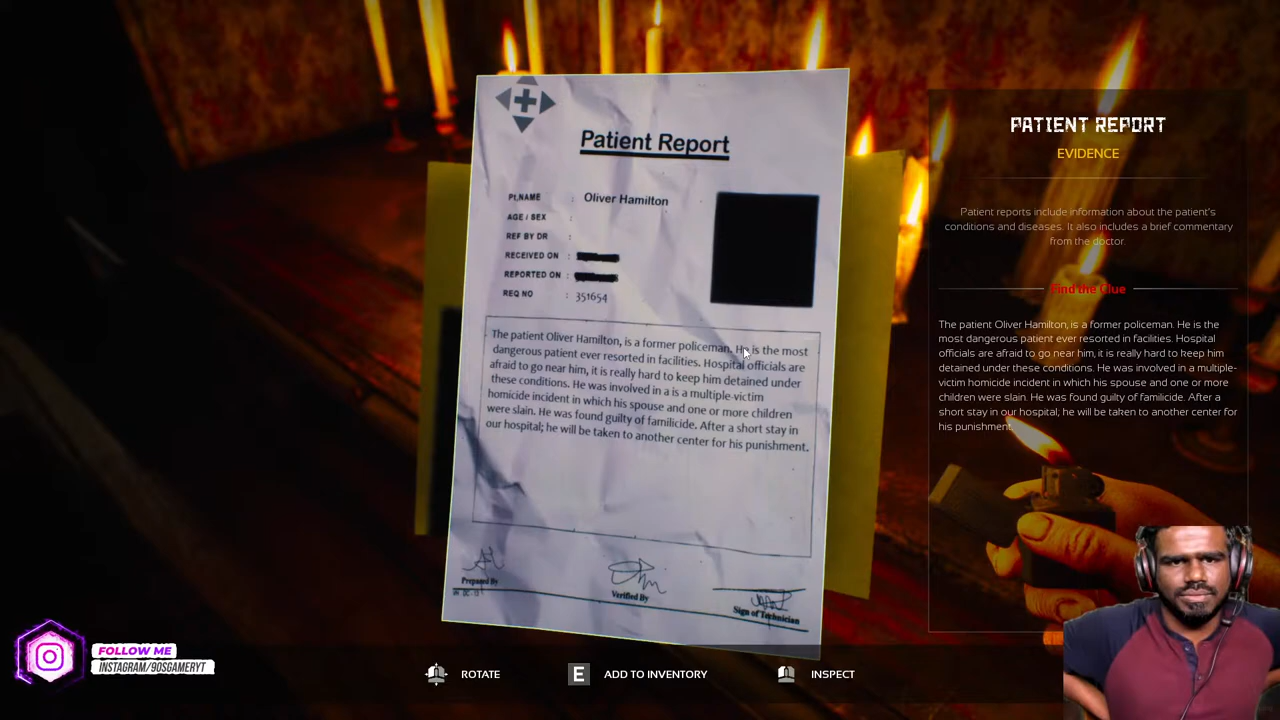 Patient Report
Pt.NAME : Oliver Hamilton
AGE / SEX :
REF BY DR :
RECEIVED ON :
REPORTED ON :
REQ NO : 351654
The patient Oliver Hamilton, is a former policeman. He is the most
dangerous patient ever resorted in facilities. Hospital officials are
afraid to go near him, it is really hard to keep him detained under
these conditions. He was involved in a is a multiple-victim
homicide incident in which his spouse and one or more children
were slain. He was found guilty of familicide. After a short stay in
our hospital; he will be taken to another center for his punishment.
Prepared By
Verified By
Sign of Technician
PATIENT REPORT
EVIDENCE
Patient reports include information about the patient's
conditions and diseases. It also includes a brief commentary
from the doctor.
Find the Clue
The patient Oliver Hamilton, is a former policeman. He is the
most dangerous patient ever resorted in facilities. Hospital
officials are afraid to go near him, it is really hard to keep him
detained under these conditions. He was involved in a multiple-
victim homicide incident in which his spouse and one or more
children were slain. He was found guilty of familicide. After a
short stay in our hospital; he will be taken to another center for
his punishment.
FOLLOW ME
INSTAGRAM/90SGAMERYT
ROTATE
E ADD TO INVENTORY
INSPECT